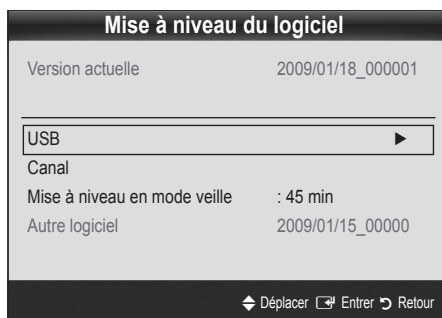 Mise à niveau du logiciel
Version actuelle 2009/01/18_000001
USB ►
Canal
Mise à niveau en mode veille : 45 min
Autre logiciel 2009/01/15_00000
Déplacer Entrer Retour